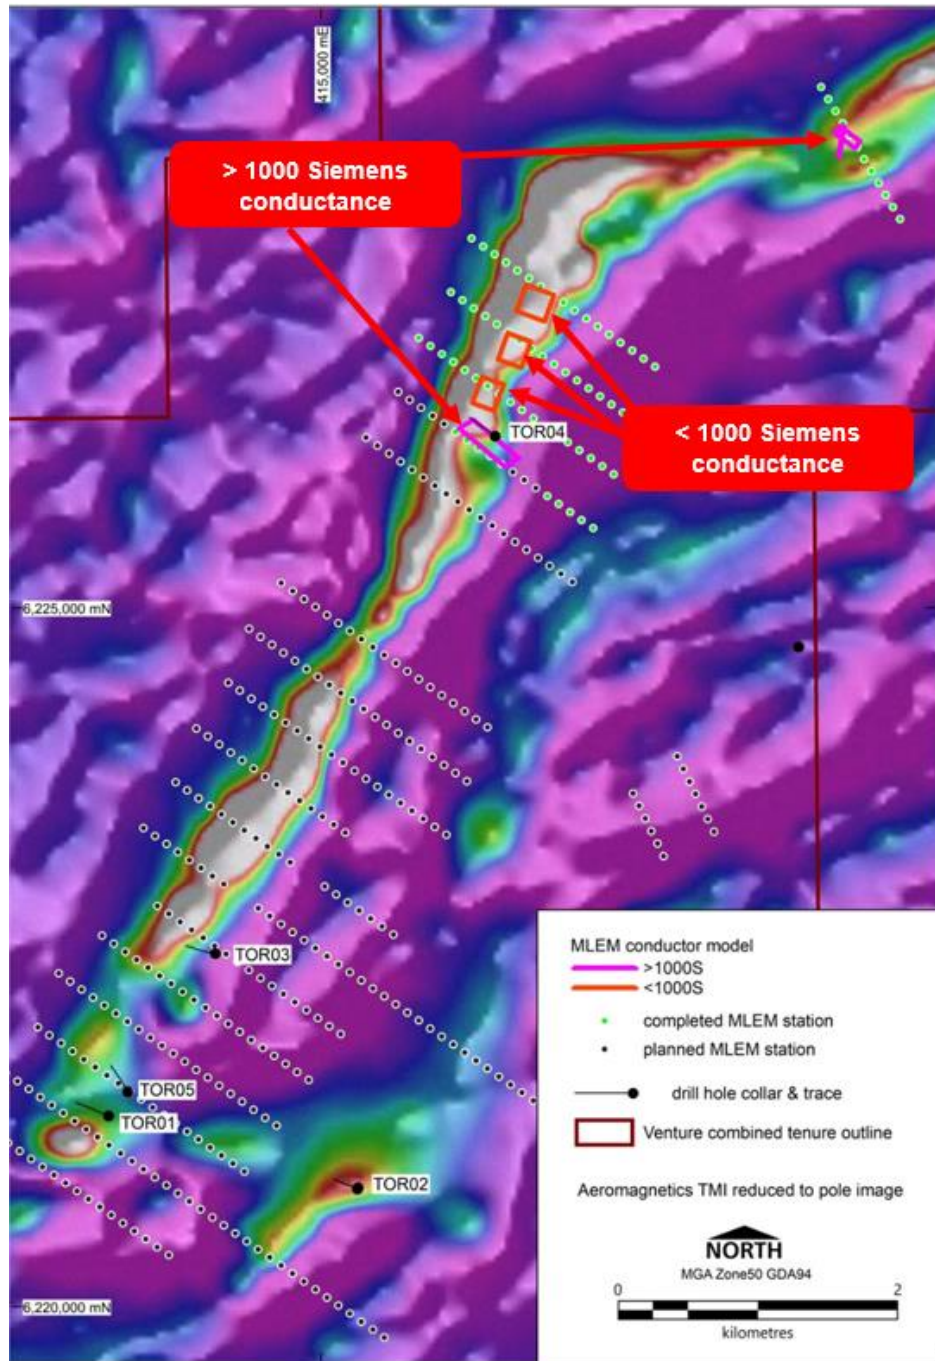 415,000 mE
> 1000 Siemens
conductance
TOR04
< 1000 Siemens
conductance
6,225,000 mN
TOR03
TOR05
TOR01
TOR02
6,220,000 mN
MLEM conductor model
>1000S
<1000S
completed MLEM station
planned MLEM station
drill hole collar & trace
Venture combined tenure outline
Aeromagnetics TMI reduced to pole image
NORTH
MGA Zone50 GDA94
0 2
kilometres